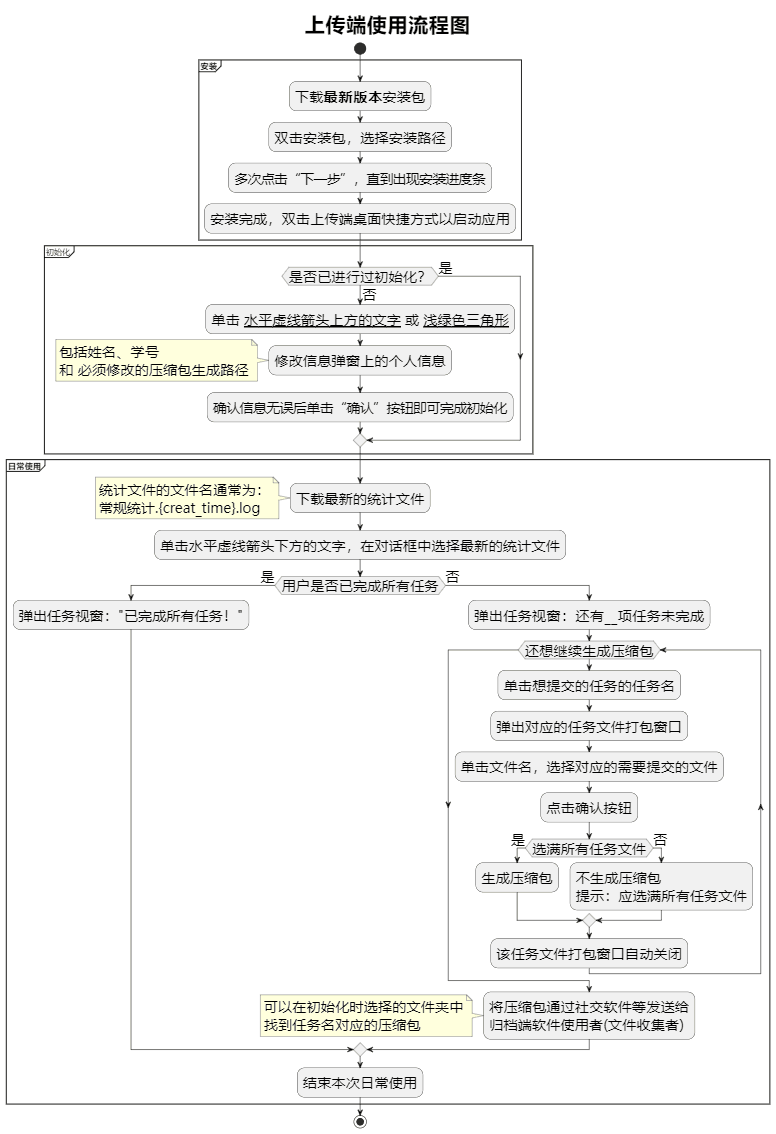 上传端使用流程图
安装
下载最新版本安装包
双击安装包，选择安装路径
多次点击“下一步”，直到出现安装进度条
安装完成，双击上传端桌面快捷方式以启动应用
初始化
是否已进行过初始化？
是
否
单击 水平虚线箭头上方的文字 或 浅绿色三角形
包括姓名、学号
和 必须修改的压缩包生成路径
修改信息弹窗上的个人信息
确认信息无误后单击“确认”按钮即可完成初始化
日常使用
统计文件的文件名通常为：
常规统计.{creat_time}.log
下载最新的统计文件
单击水平虚线箭头下方的文字，在对话框中选择最新的统计文件
是
用户是否已完成所有任务
否
弹出任务视窗："已完成所有任务！"
弹出任务视窗：还有__项任务未完成
还想继续生成压缩包
单击想提交的任务的任务名
弹出对应的任务文件打包窗口
单击文件名，选择对应的需要提交的文件
点击确认按钮
是
选满所有任务文件
否
生成压缩包
不生成压缩包
提示：应选满所有任务文件
该任务文件打包窗口自动关闭
可以在初始化时选择的文件夹中
找到任务名对应的压缩包
将压缩包通过社交软件等发送给
归档端软件使用者(文件收集者)
结束本次日常使用